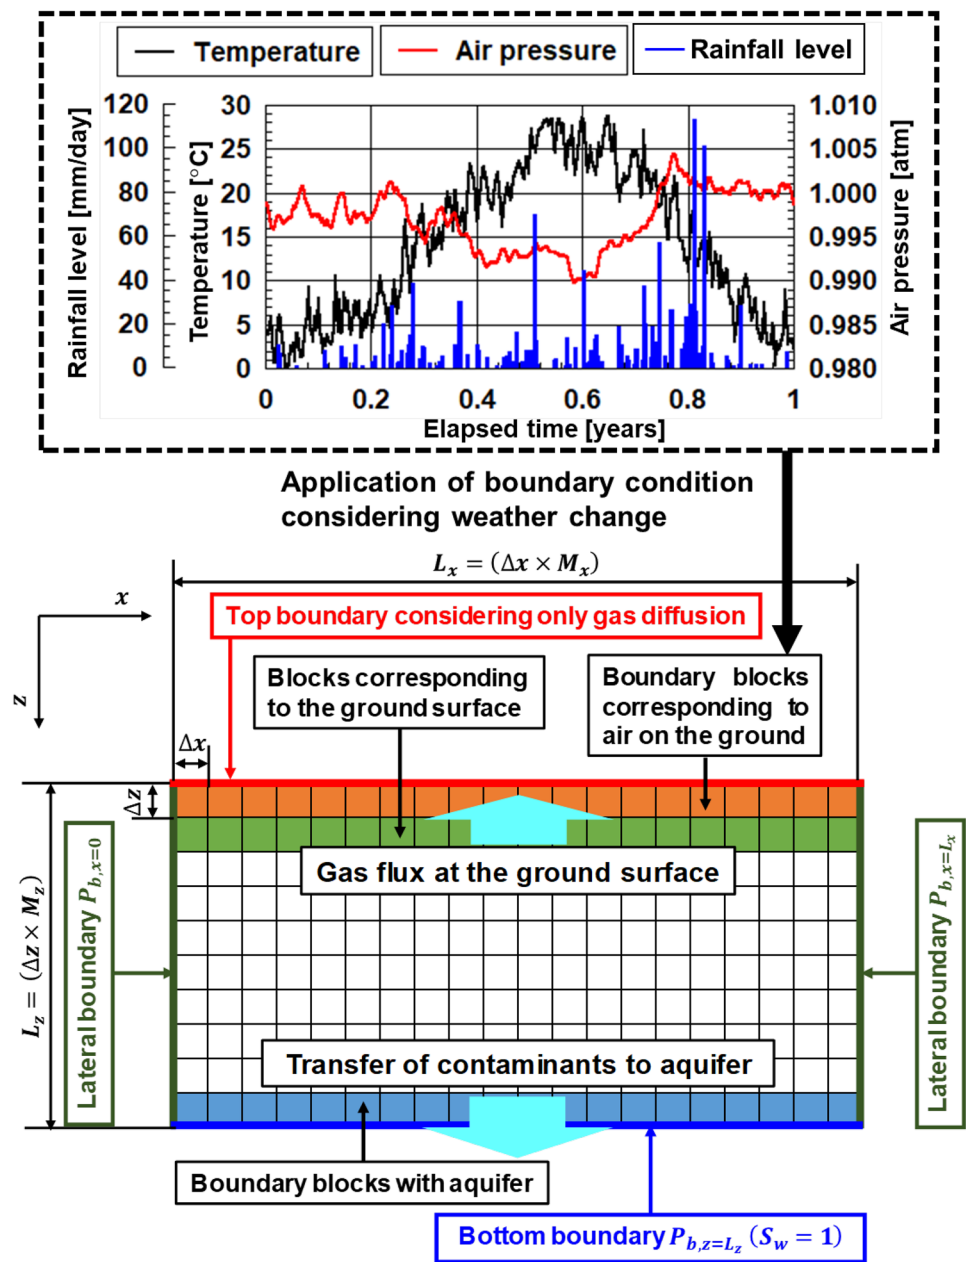 Temperature
Air pressure
Rainfall level
Rainfall level [mm/day]
120
100
80
60
40
20
0
Temperature [°C]
30
25
20
15
10
5
0
1.010
1.005
1.000
0.995
0.990
0.985
0.980
Air pressure [atm]
0 0.2 0.4 0.6 0.8 1
Elapsed time [years]
Application of boundary condition
considering weather change
L_x = (Δx × M_x)
x
z
Top boundary considering only gas diffusion
Blocks corresponding
to the ground surface
Boundary blocks
corresponding to
air on the ground
Δx
Δz
L_z = (Δz × M_z)
Lateral boundary P_{b,x=0}
Gas flux at the ground surface
Lateral boundary P_{b,x=L_x}
Transfer of contaminants to aquifer
Boundary blocks with aquifer
Bottom boundary P_{b,z=L_z} (S_w = 1)